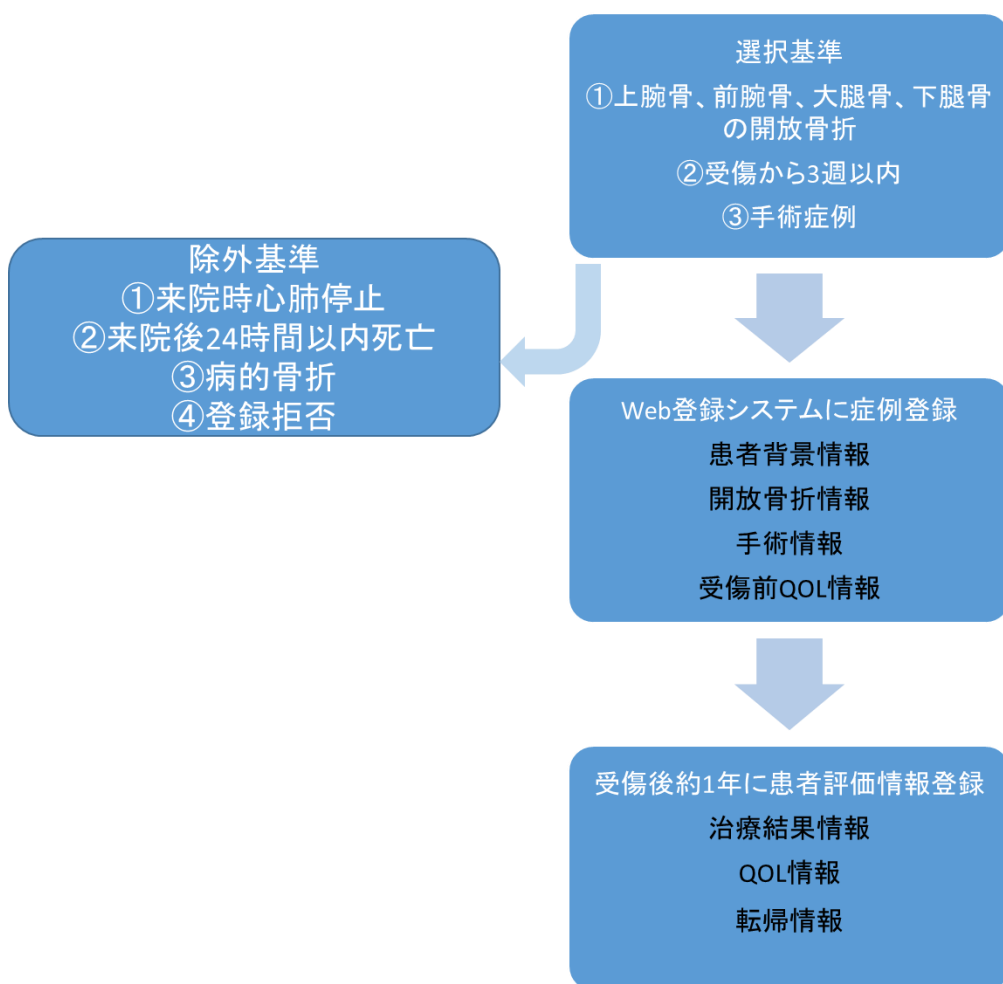 選択基準
①上腕骨、前腕骨、大腿骨、下腿骨
の開放骨折
②受傷から3週以内
③手術症例
除外基準
①来院時心肺停止
②来院後24時間以内死亡
③病的骨折
④登録拒否
Web登録システムに症例登録
患者背景情報
開放骨折情報
手術情報
受傷前QOL情報
受傷後約1年に患者評価情報登録
治療結果情報
QOL情報
転帰情報